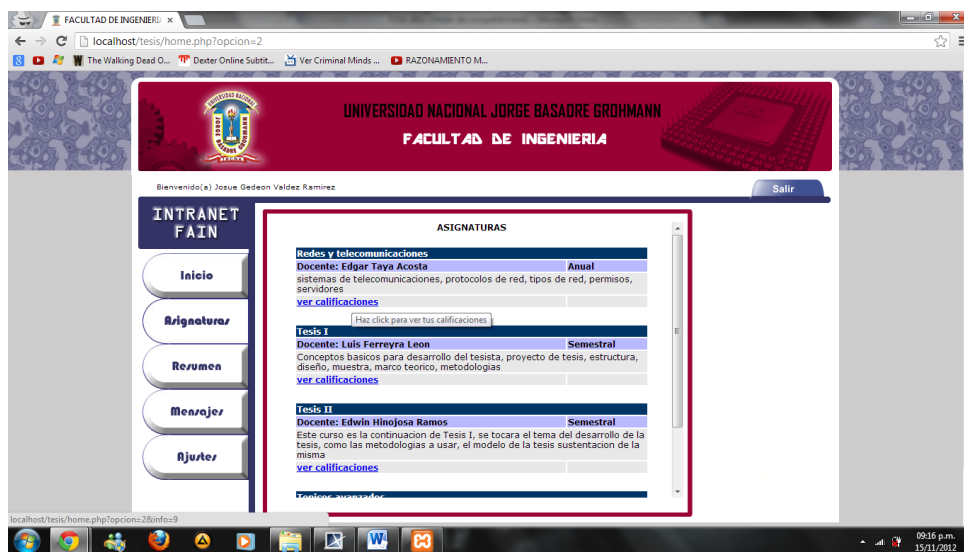 FACULTAD DE INGENIERI
localhost/tesis/home.php?opcion=2
The Walking Dead O... Dexter Online Subtit... Ver Criminal Minds ... RAZONAMIENTO M...
UNIVERSIDAD NACIONAL JORGE BASADRE GROHMANN
FACULTAD DE INGENIERIA
Bienvenido(a) Josue Gedeon Valdez Ramirez
Salir
INTRANET
FAIN
Inicio
Asignaturas
Resumen
Mensajes
Ajustes
ASIGNATURAS
Redes y telecomunicaciones
Docente: Edgar Taya Acosta Anual
sistemas de telecomunicaciones, protocolos de red, tipos de red, permisos,
servidores
ver calificaciones
Haz click para ver tus calificaciones
Tesis I
Docente: Luis Ferreyra Leon Semestral
Conceptos basicos para desarrollo del tesista, proyecto de tesis, estructura,
diseño, muestra, marco teorico, metodologias
ver calificaciones
Tesis II
Docente: Edwin Hinojosa Ramos Semestral
Este curso es la continuacion de Tesis I, se tocara el tema del desarrollo de la
tesis, como las metodologias a usar, el modelo de la tesis sustentacion de la
misma
ver calificaciones
Topicos avanzados
localhost/tesis/home.php?opcion=2&info=9
09:16 p.m.
15/11/2012